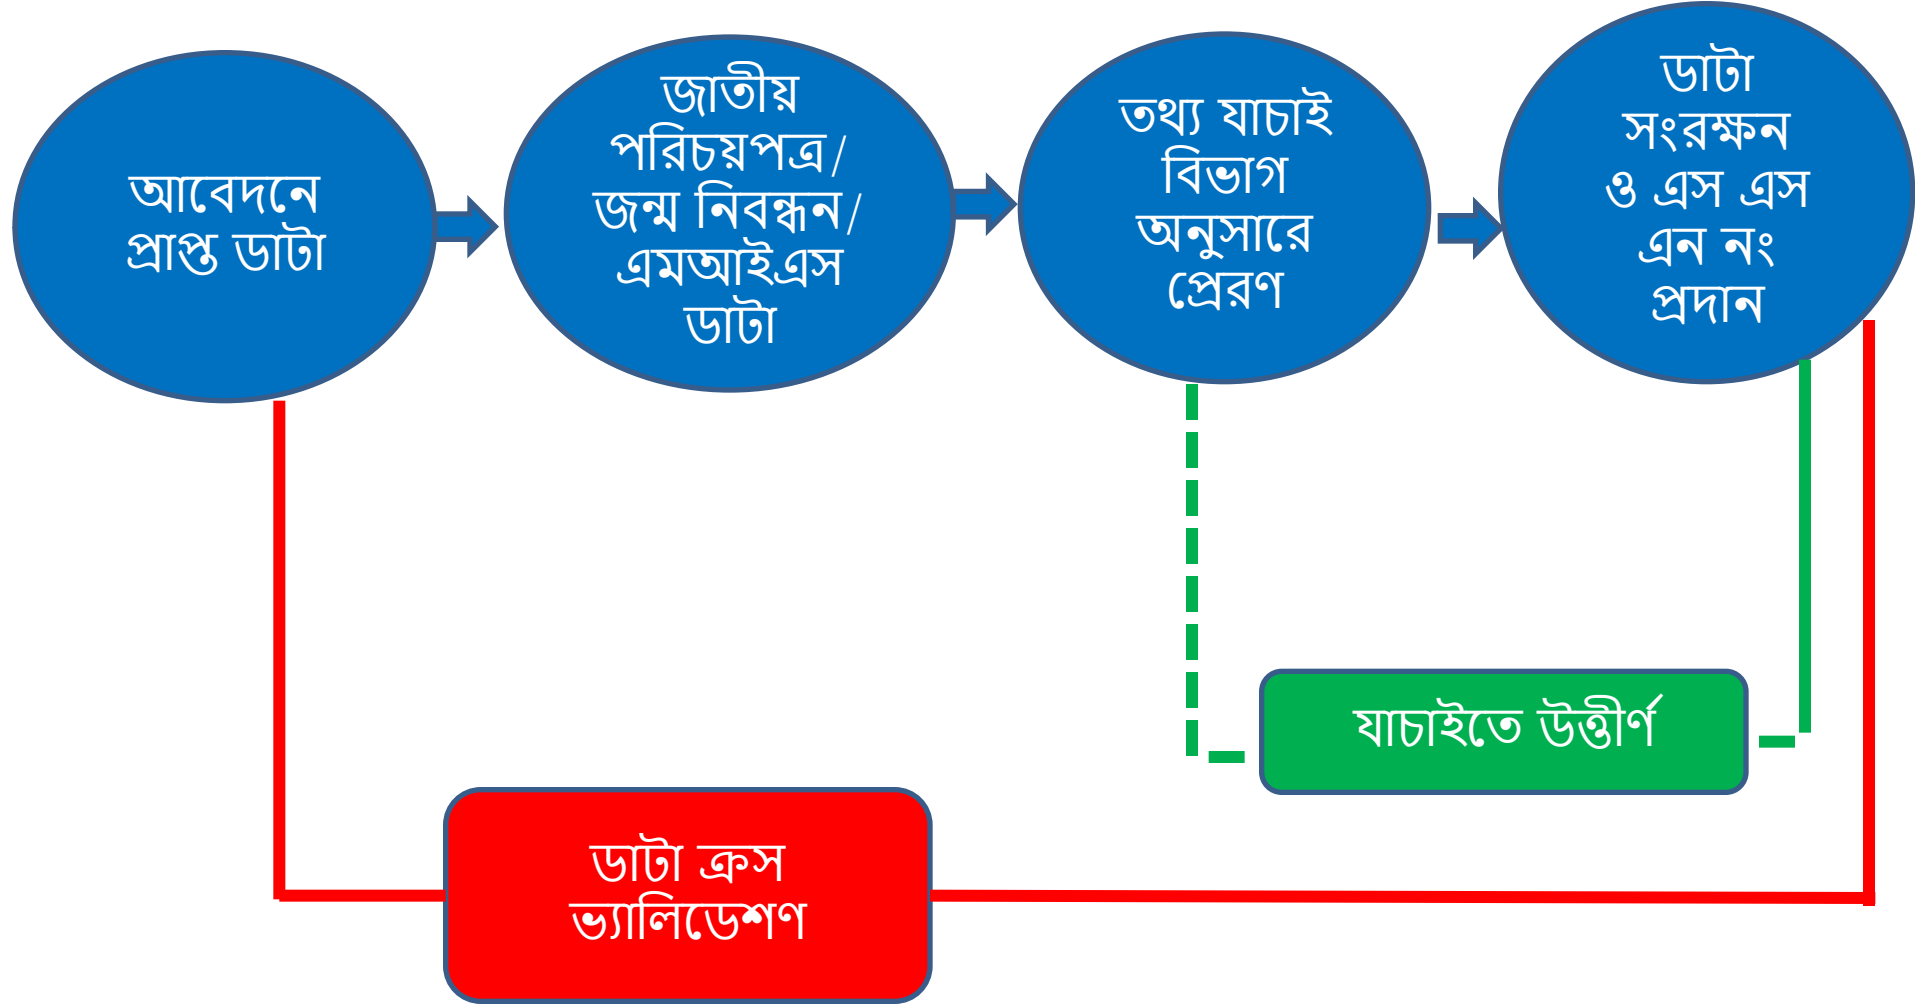 আবেদনে
প্রাপ্ত ডাটা
জাতীয়
পরিচয়পত্র/
জন্ম নিবন্ধন/
এমআইএস
ডাটা
তথ্য যাচাই
বিভাগ
অনুসারে
প্রেরণ
ডাটা
সংরক্ষন
ও এস এস
এন নং
প্রদান
যাচাইতে উত্তীর্ণ
ডাটা ক্রস
ভ্যালিডেশণ